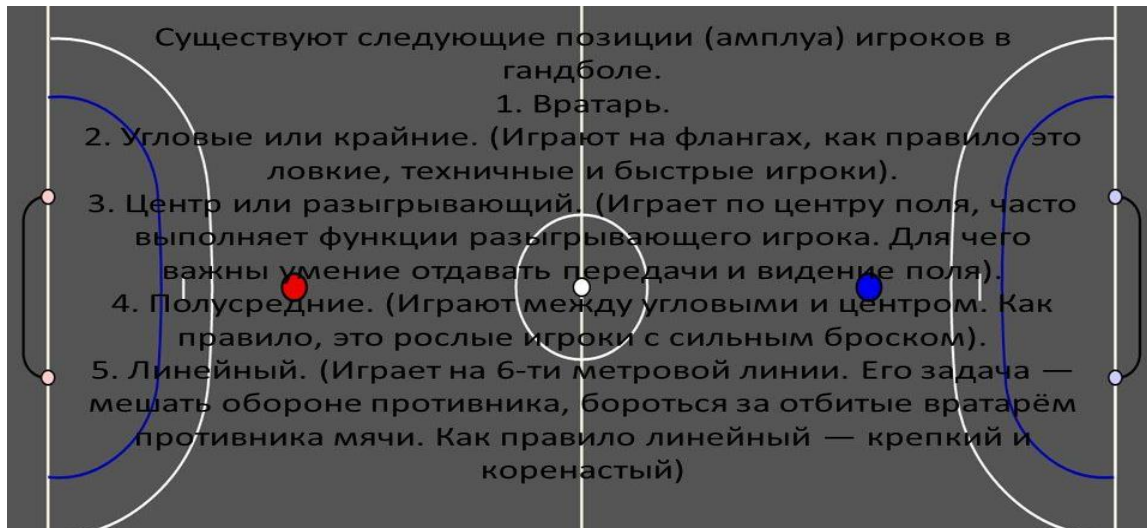 Существуют следующие позиции (амплуа) игроков в
гандболе.
1. Вратарь.
2. Угловые или крайние. (Играют на флангах, как правило это
ловкие, техничные и быстрые игроки).
3. Центр или разыгрывающий. (Играет по центру поля, часто
выполняет функции разыгрывающего игрока. Для чего
важны умение отдавать передачи и видение поля).
4. Полусредние. (Играют между угловыми и центром. Как
правило, это рослые игроки с сильным броском).
5. Линейный. (Играет на 6-ти метровой линии. Его задача —
мешать обороне противника, бороться за отбитые вратарём
противника мячи. Как правило линейный — крепкий и
коренастый)